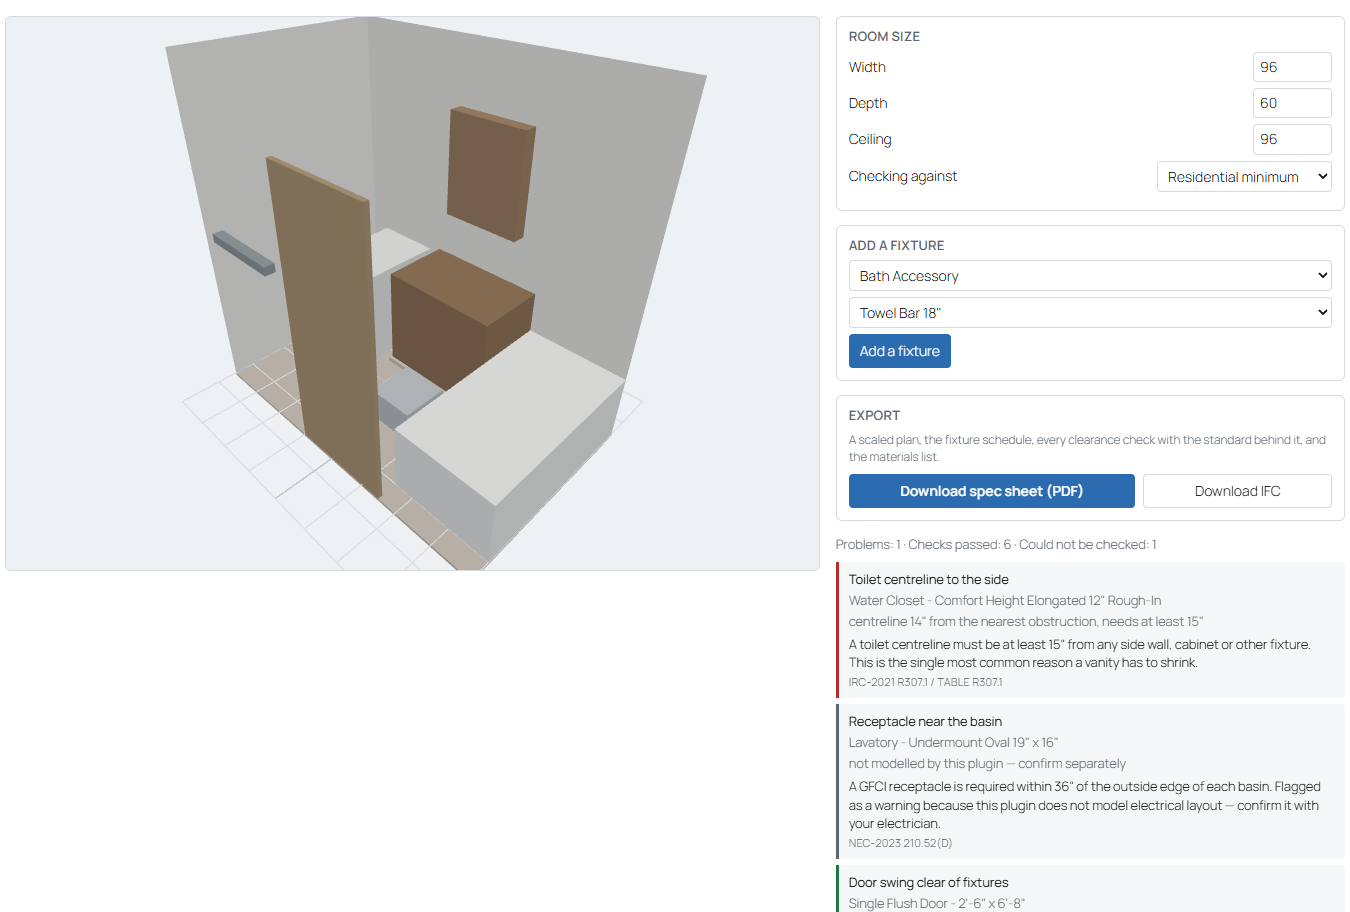 ROOM SIZE
Width
96
Depth
60
Ceiling
96
Checking against
Residential minimum
ADD A FIXTURE
Bath Accessory
Towel Bar 18"
Add a fixture
EXPORT
A scaled plan, the fixture schedule, every clearance check with the standard behind it, and
the materials list.
Download spec sheet (PDF)
Download IFC
Problems: 1 · Checks passed: 6 · Could not be checked: 1
Toilet centreline to the side
Water Closet - Comfort Height Elongated 12" Rough-In
centreline 14" from the nearest obstruction, needs at least 15"
A toilet centreline must be at least 15" from any side wall, cabinet or other fixture.
This is the single most common reason a vanity has to shrink.
IRC-2021 R307.1 / TABLE R307.1
Receptacle near the basin
Lavatory - Undermount Oval 19" x 16"
not modelled by this plugin — confirm separately
A GFCI receptacle is required within 36" of the outside edge of each basin. Flagged
as a warning because this plugin does not model electrical layout — confirm it with
your electrician.
NEC-2023 210.52(D)
Door swing clear of fixtures
Single Flush Door - 2'-6" x 6'-8"